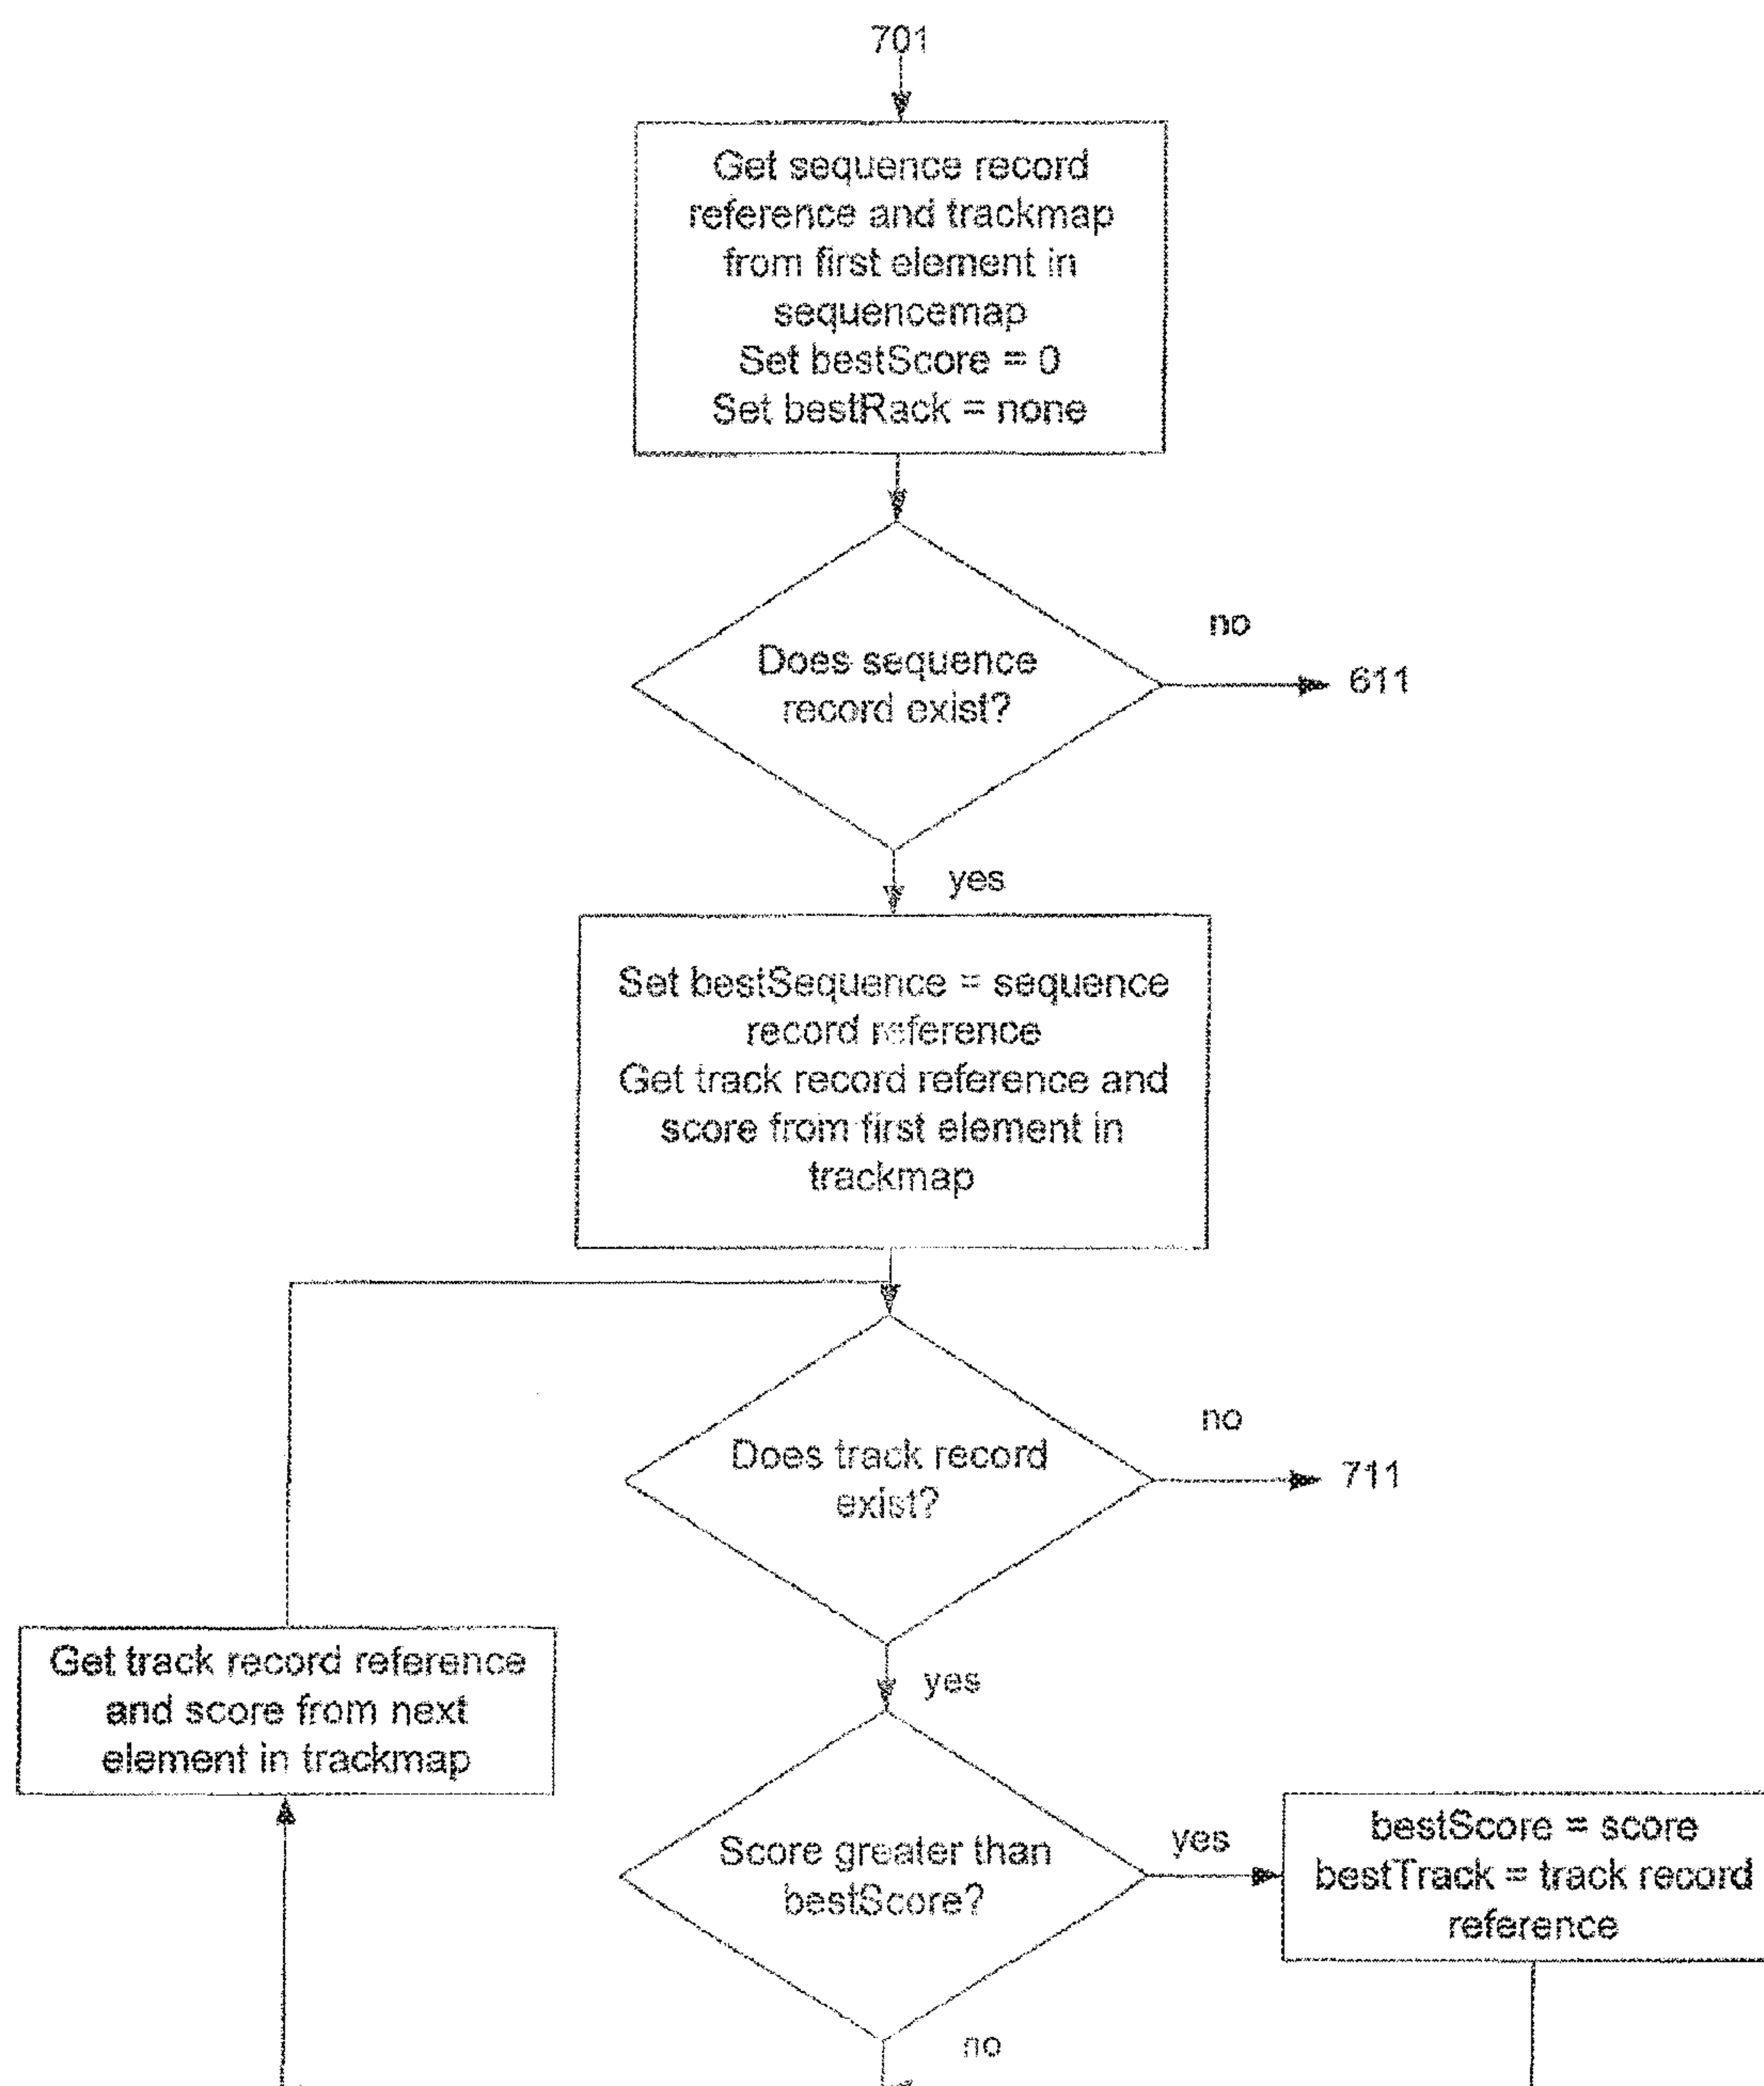 701
Get sequence record
reference and trackmap
from first element in
sequencemap
Set bestScore = 0
Set bestRack = none
Does sequence
record exist?
no
611
yes
Set bestSequence = sequence
record reference
Get track record reference and
score from first element in
trackmap
Does track record
exist?
no
711
yes
Get track record reference
and score from next
element in trackmap
Score greater than
bestScore?
yes
bestScore = score
bestTrack = track record
reference
no